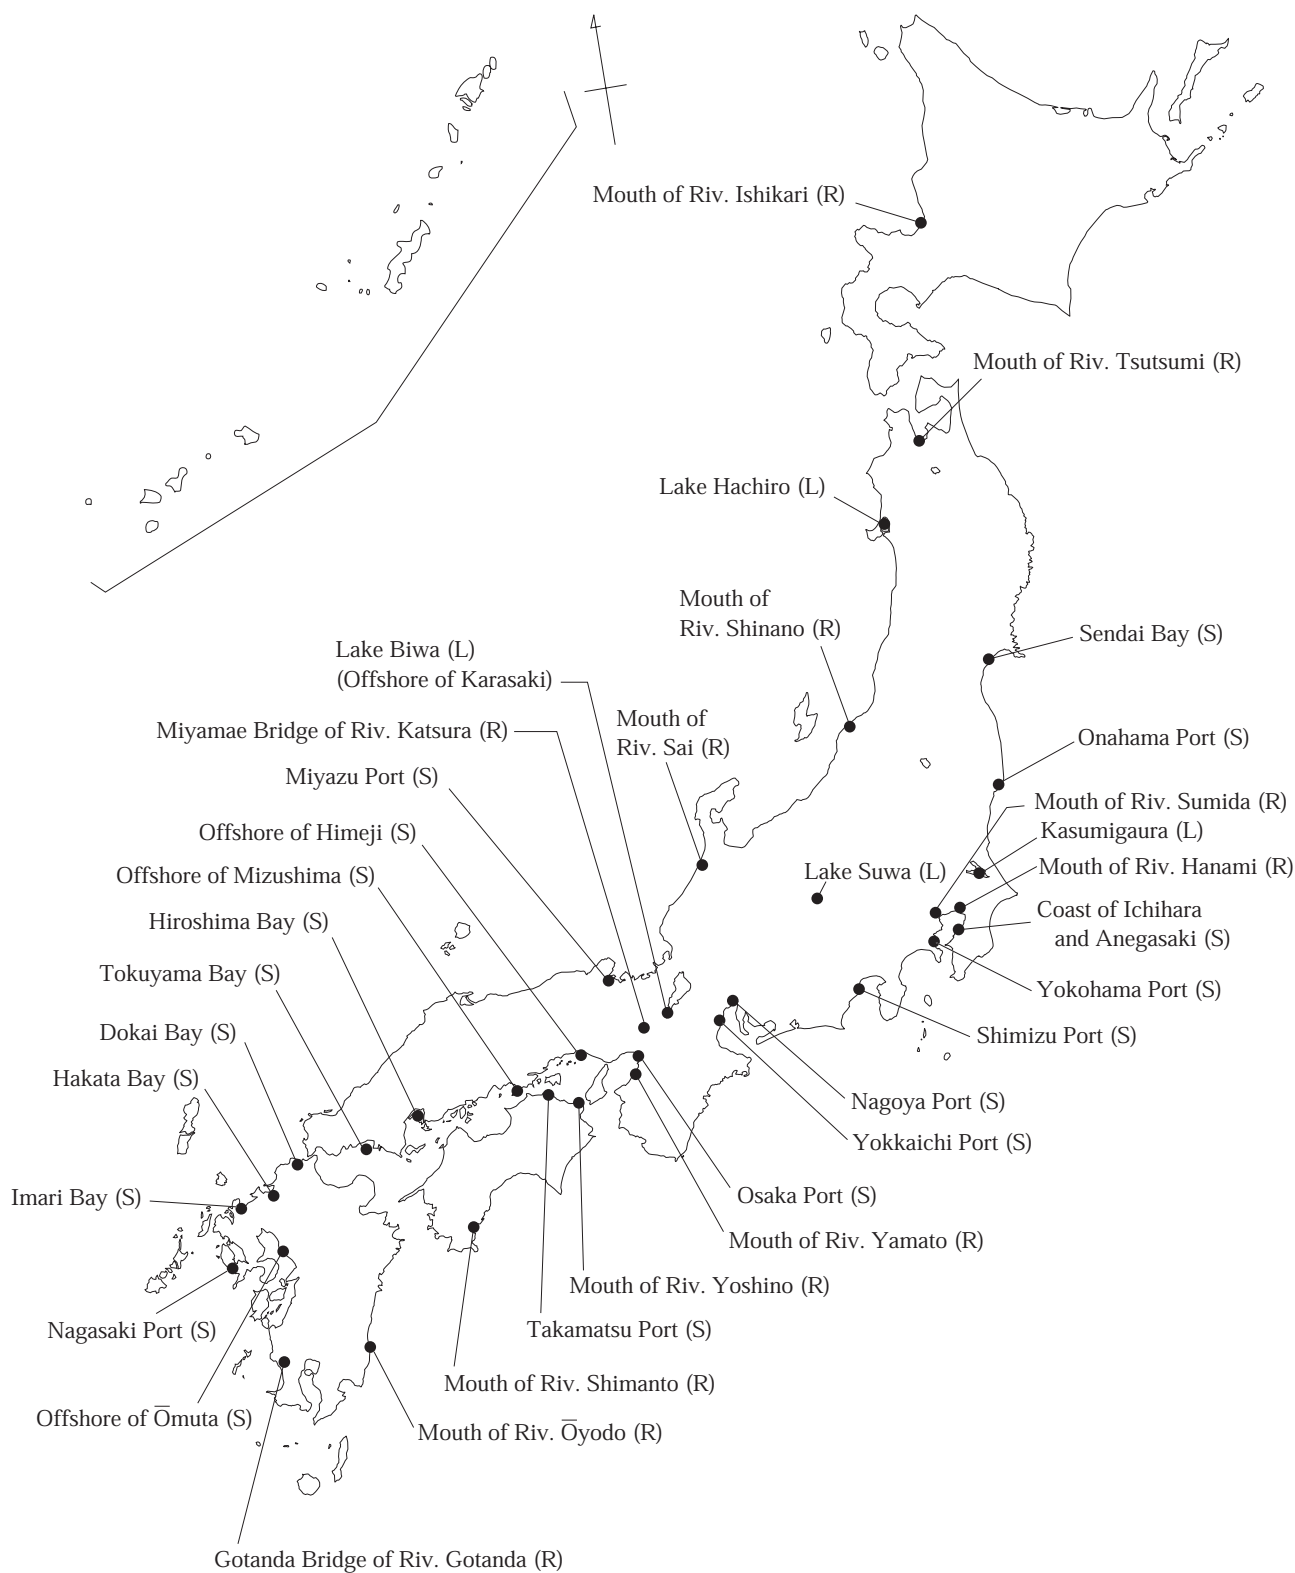 Mouth of Riv. Ishikari (R)
Mouth of Riv. Tsutsumi (R)
Lake Hachiro (L)
Mouth of
Riv. Shinano (R)
Sendai Bay (S)
Lake Biwa (L)
(Offshore of Karasaki)
Mouth of
Riv. Sai (R)
Miyamae Bridge of Riv. Katsura (R)
Onahama Port (S)
Miyazu Port (S)
Mouth of Riv. Sumida (R)
Kasumigaura (L)
Offshore of Himeji (S)
Mouth of Riv. Hanami (R)
Lake Suwa (L)
Offshore of Mizushima (S)
Coast of Ichihara
and Anegasaki (S)
Hiroshima Bay (S)
Tokuyama Bay (S)
Yokohama Port (S)
Dokai Bay (S)
Shimizu Port (S)
Hakata Bay (S)
Nagoya Port (S)
Yokkaichi Port (S)
Imari Bay (S)
Osaka Port (S)
Mouth of Riv. Yamato (R)
Mouth of Riv. Yoshino (R)
Nagasaki Port (S)
Takamatsu Port (S)
Mouth of Riv. Shimanto (R)
Offshore of Ōmuta (S)
Mouth of Riv. Ōyodo (R)
Gotanda Bridge of Riv. Gotanda (R)